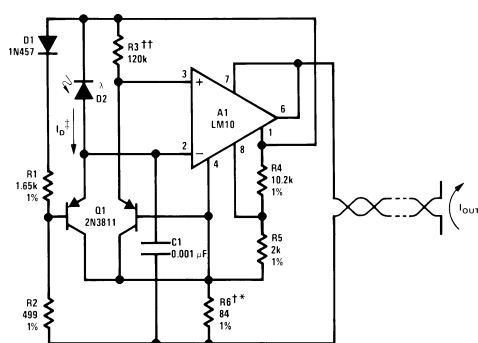 D1
1N457
R3††
120k
λ
D2
I_D‡
3
+
7
A1
LM10
6
1
2
−
8
4
R1
1.65k
1%
Q1
2N3811
C1
0.001 μF
R4
10.2k
1%
R5
2k
1%
I_OUT
R2
499
1%
R6†*
84
1%